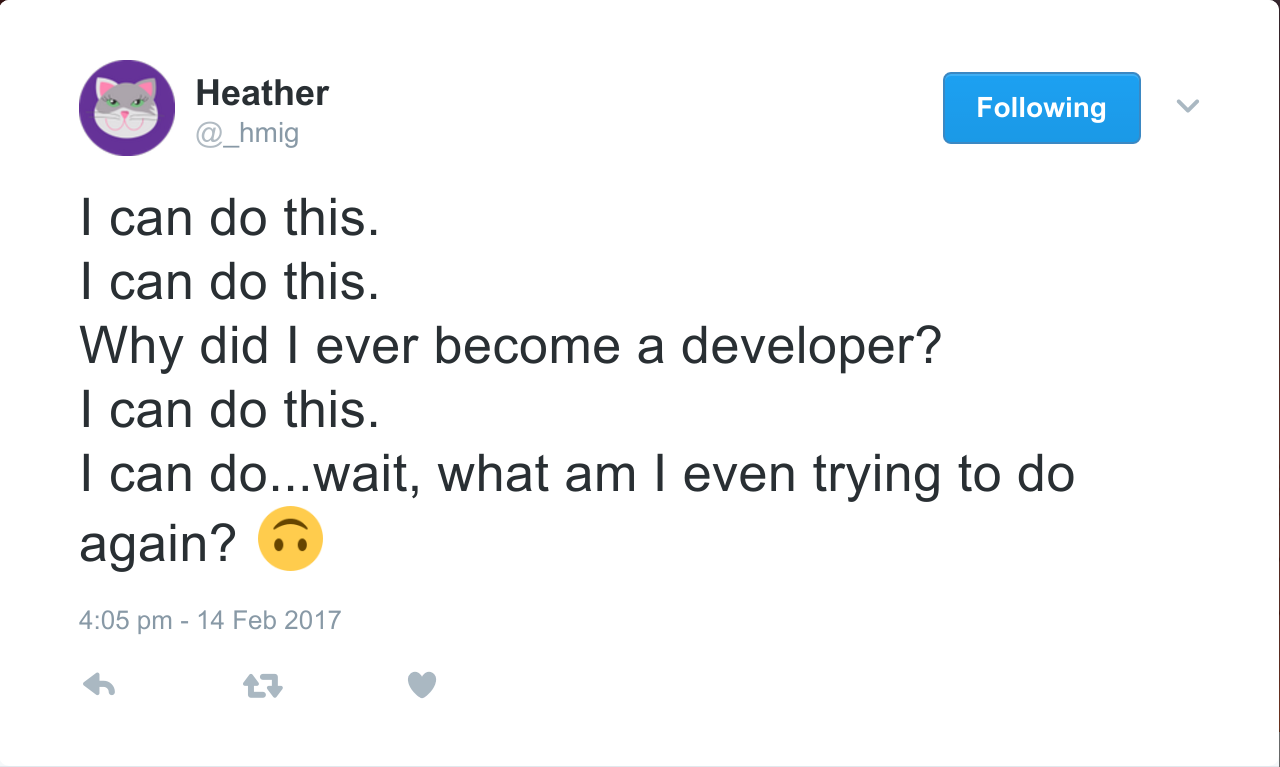 Heather
@_hmig
Following
I can do this.
I can do this.
Why did I ever become a developer?
I can do this.
I can do...wait, what am I even trying to do
again? 🙃
4:05 pm - 14 Feb 2017